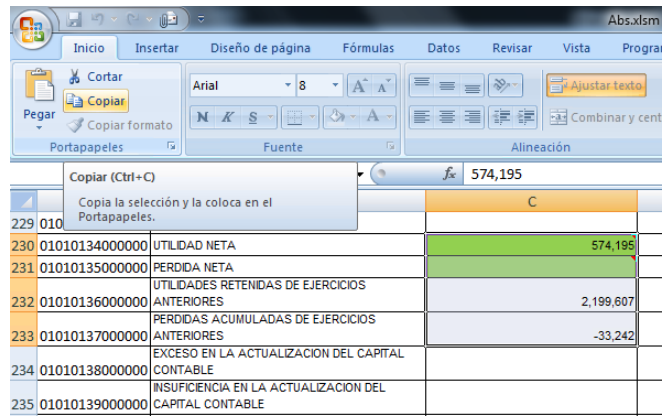 Abs.xlsm
Inicio Insertar Diseño de página Fórmulas Datos Revisar Vista
Cortar
Copiar
Copiar formato
Pegar
Portapapeles
Arial 8 A A
N K S A
Fuente
Ajustar texto
Combinar y cent
Alineación
Copiar (Ctrl+C)
Copia la selección y la coloca en el
Portapapeles.
fx 574,195
C
229 010
230 01010134000000 UTILIDAD NETA 574,195
231 01010135000000 PERDIDA NETA
UTILIDADES RETENIDAS DE EJERCICIOS
232 01010136000000 ANTERIORES 2,199,607
PERDIDAS ACUMULADAS DE EJERCICIOS
233 01010137000000 ANTERIORES -33,242
EXCESO EN LA ACTUALIZACION DEL CAPITAL
234 01010138000000 CONTABLE
INSUFICIENCIA EN LA ACTUALIZACION DEL
235 01010139000000 CAPITAL CONTABLE